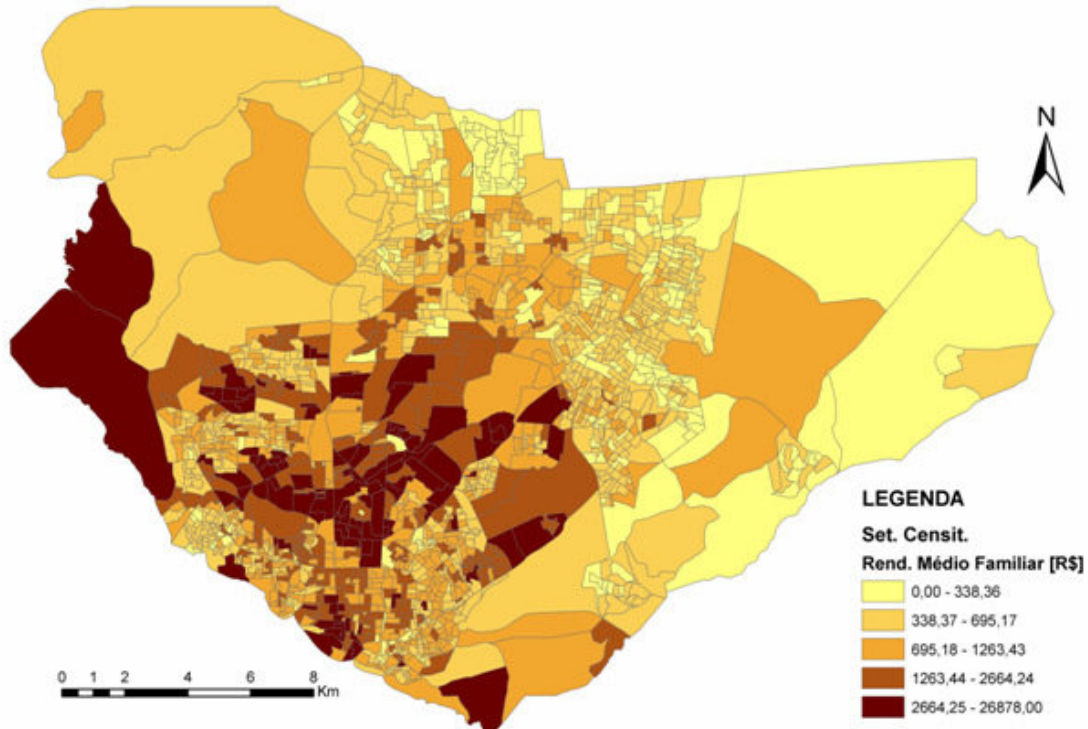 N
LEGENDA
Set. Censit.
Rend. Médio Familiar [R$]
0,00 - 338,36
338,37 - 695,17
695,18 - 1263,43
1263,44 - 2664,24
2664,25 - 26878,00
0 1 2 4 6 8
Km